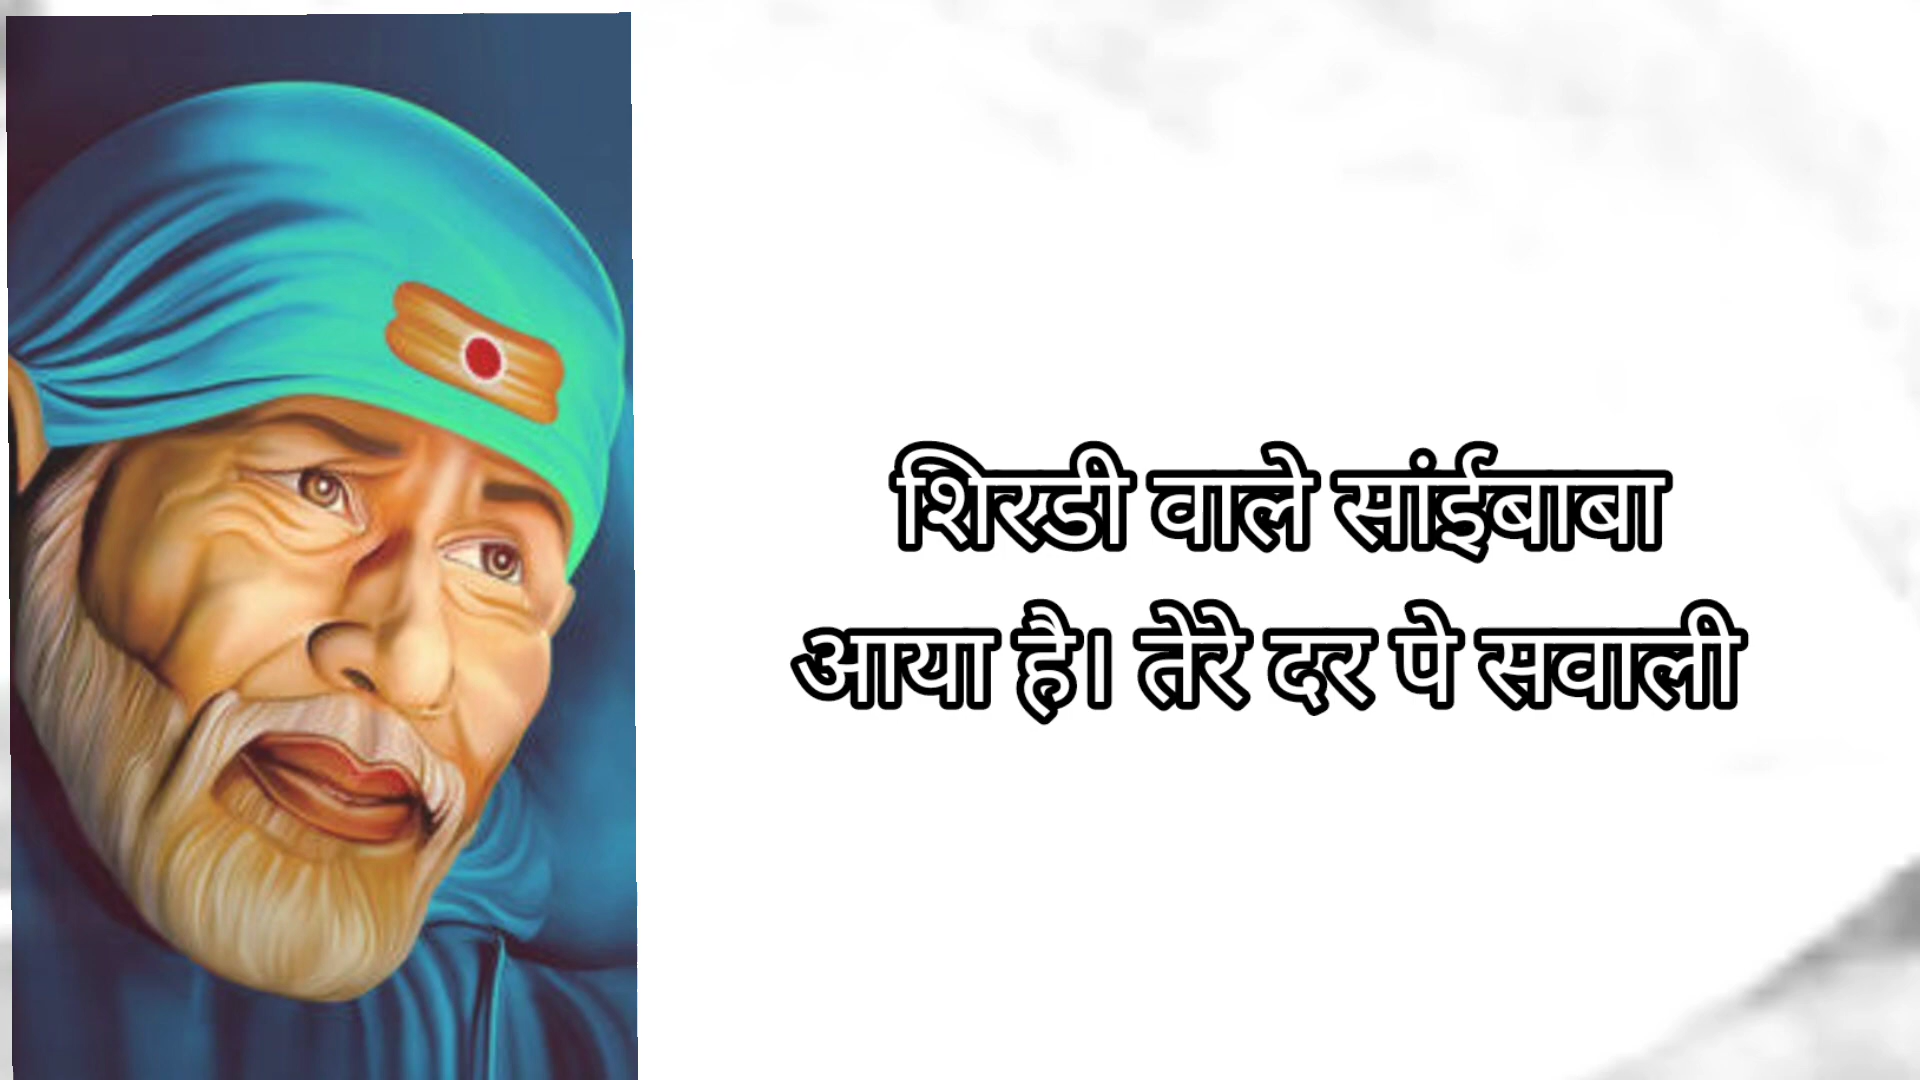 शिरडी वाले सांईबाबा
आया है। तेरे दर पे सवाली